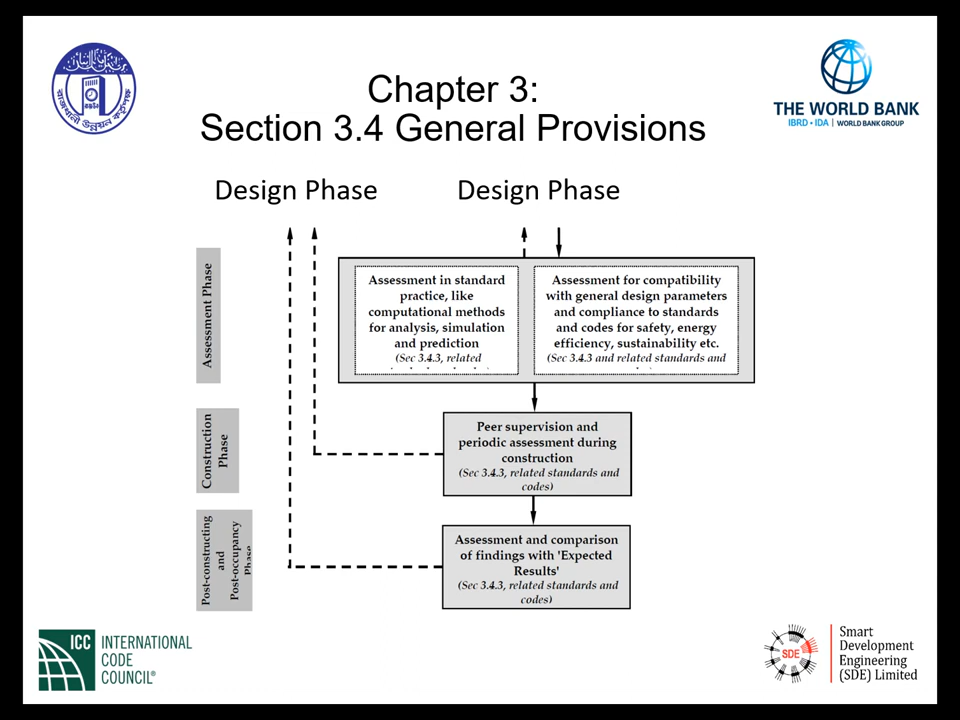 Chapter 3:
Section 3.4 General Provisions
রাজধানী উন্নয়ন কর্তৃপক্ষ
THE WORLD BANK
IBRD • IDA | WORLD BANK GROUP
Design Phase
Design Phase
Assessment Phase
Assessment in standard
practice, like
computational methods
for analysis, simulation
and prediction
(Sec 3.4.3, related
Assessment for compatibility
with general design parameters
and compliance to standards
and codes for safety, energy
efficiency, sustainability etc.
(Sec 3.4.3 and related standards and
Construction
Phase
Peer supervision and
periodic assessment during
construction
(Sec 3.4.3, related standards and
codes)
Post-constructing
and
Post-occupancy
Phase
Assessment and comparison
of findings with 'Expected
Results'
(Sec 3.4.3, related standards and
codes)
ICC INTERNATIONAL
CODE
COUNCIL®
SDE
Smart
Development
Engineering
(SDE) Limited